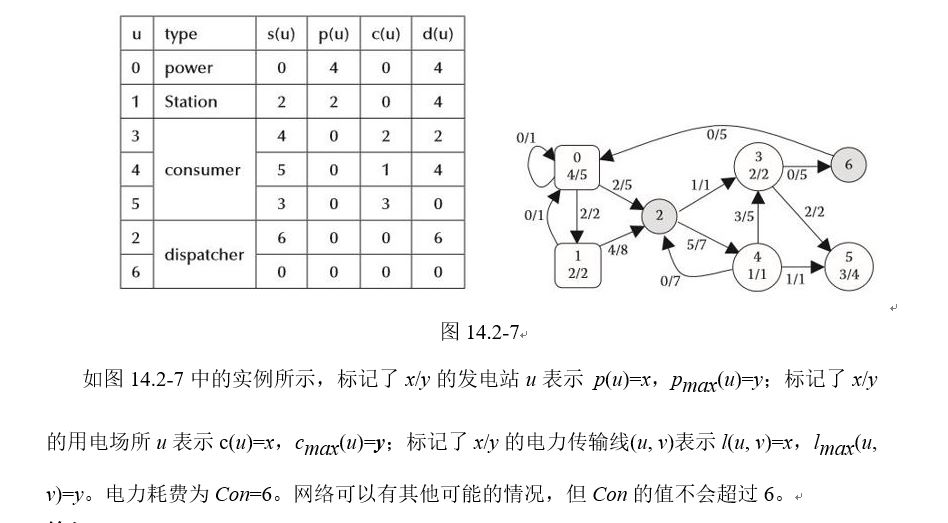 u type s(u) p(u) c(u) d(u)
0 power 0 4 0 4
1 Station 2 2 0 4
3 4 0 2 2
4 consumer 5 0 1 4
5 3 0 3 0
2 6 0 0 6
dispatcher
6 0 0 0 0
0/1
0/5
0
4/5
3
2/2
0/5
6
2/5
1/1
0/1
2/2
2
3/5
2/2
4/8
5/7
1
2/2
0/7
4
1/1
1/1
5
3/4
图 14.2-7
如图 14.2-7 中的实例所示，标记了 x/y 的发电站 u 表示 p(u)=x，pmax(u)=y；标记了 x/y
的用电场所 u 表示 c(u)=x，cmax(u)=y；标记了 x/y 的电力传输线(u, v)表示 l(u, v)=x，lmax(u,
v)=y。电力耗费为 Con=6。网络可以有其他可能的情况，但 Con 的值不会超过 6。